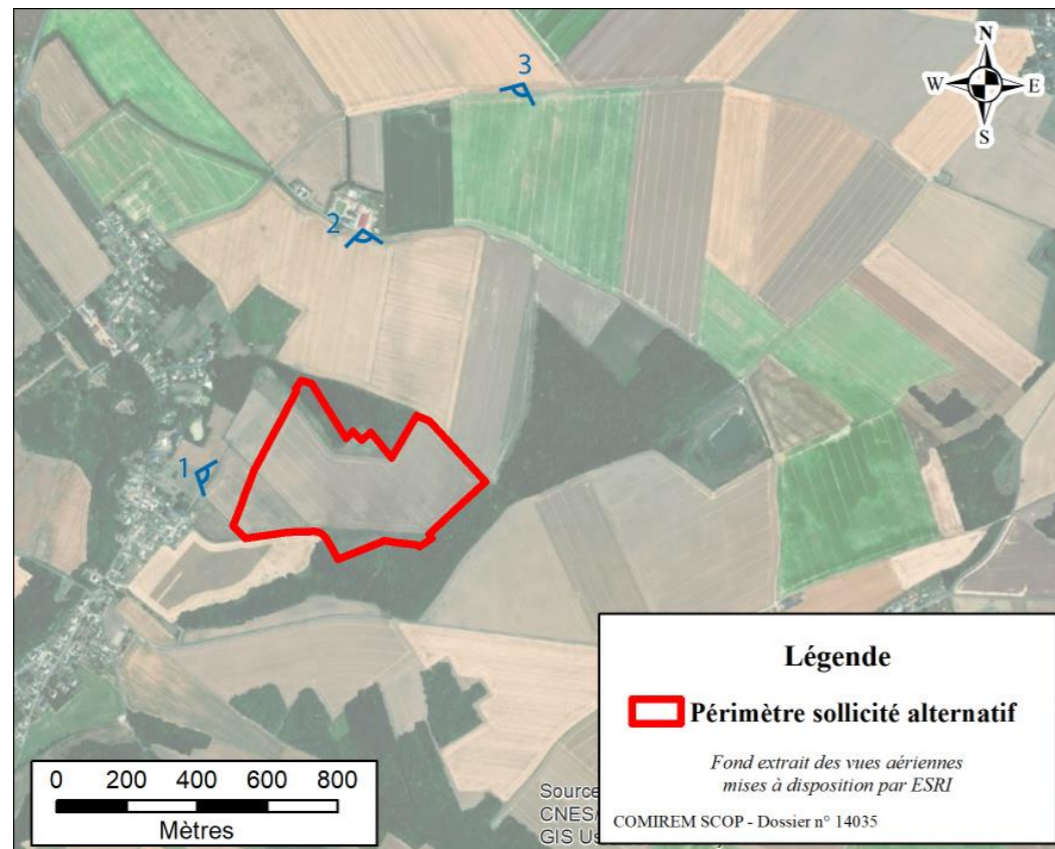 3
N
W E
S
2
1
Légende
Périmètre sollicité alternatif
Fond extrait des vues aériennes
mises à disposition par ESRI
COMIREM SCOP - Dossier n° 14035
0 200 400 600 800
Mètres
Source
CNES/
GIS Us